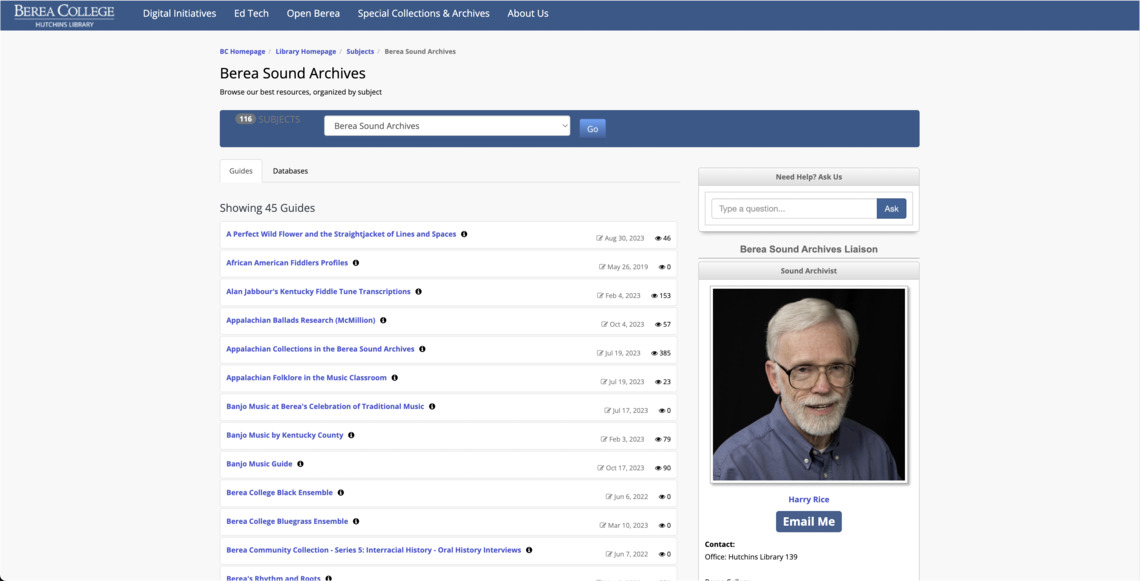 BEREA COLLEGE
HUTCHINS LIBRARY
Digital Initiatives Ed Tech Open Berea Special Collections & Archives About Us
BC Homepage / Library Homepage / Subjects / Berea Sound Archives
Berea Sound Archives
Browse our best resources, organized by subject
116 SUBJECTS Berea Sound Archives Go
Guides Databases
Showing 45 Guides
A Perfect Wild Flower and the Straightjacket of Lines and Spaces Aug 30, 2023 46
African American Fiddlers Profiles May 26, 2019 0
Alan Jabbour's Kentucky Fiddle Tune Transcriptions Feb 4, 2023 153
Appalachian Ballads Research (McMillion) Oct 4, 2023 57
Appalachian Collections in the Berea Sound Archives Jul 19, 2023 385
Appalachian Folklore in the Music Classroom Jul 19, 2023 23
Banjo Music at Berea's Celebration of Traditional Music Jul 17, 2023 0
Banjo Music by Kentucky County Feb 3, 2023 79
Banjo Music Guide Oct 17, 2023 90
Berea College Black Ensemble Jun 6, 2022 0
Berea College Bluegrass Ensemble Mar 10, 2023 0
Berea Community Collection - Series 5: Interracial History - Oral History Interviews Jun 7, 2022 0
Berea's Rhythm and Roots
Need Help? Ask Us
Type a question... Ask
Berea Sound Archives Liaison
Sound Archivist
Harry Rice
Email Me
Contact:
Office: Hutchins Library 139